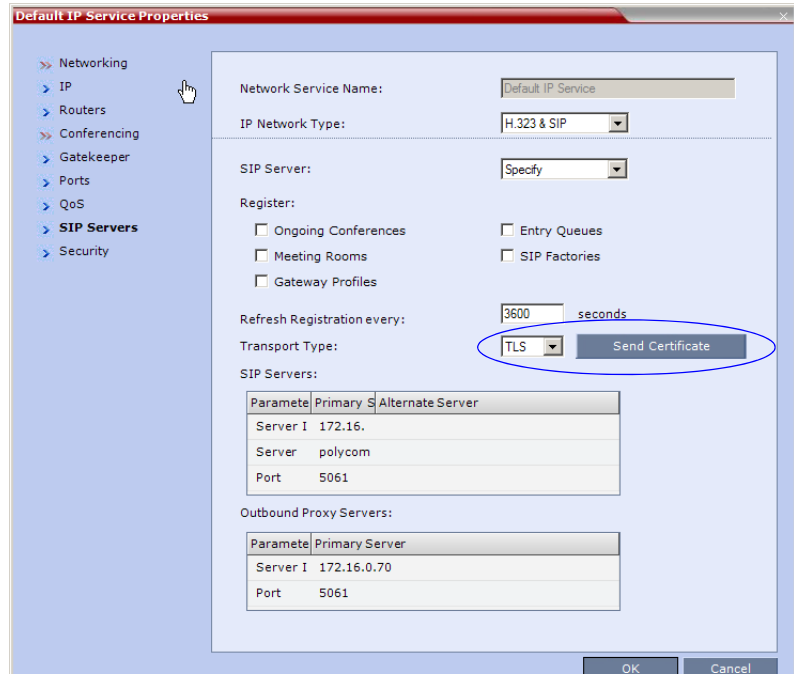 Default IP Service Properties
Networking
IP
Routers
Conferencing
Gatekeeper
Ports
QoS
SIP Servers
Security
Network Service Name: Default IP Service
IP Network Type: H.323 & SIP
SIP Server: Specify
Register:
Ongoing Conferences Entry Queues
Meeting Rooms SIP Factories
Gateway Profiles
Refresh Registration every: 3600 seconds
Transport Type: TLS Send Certificate
SIP Servers:
Paramete Primary S Alternate Server
Server I 172.16.
Server polycom
Port 5061
Outbound Proxy Servers:
Paramete Primary Server
Server I 172.16.0.70
Port 5061
OK Cancel